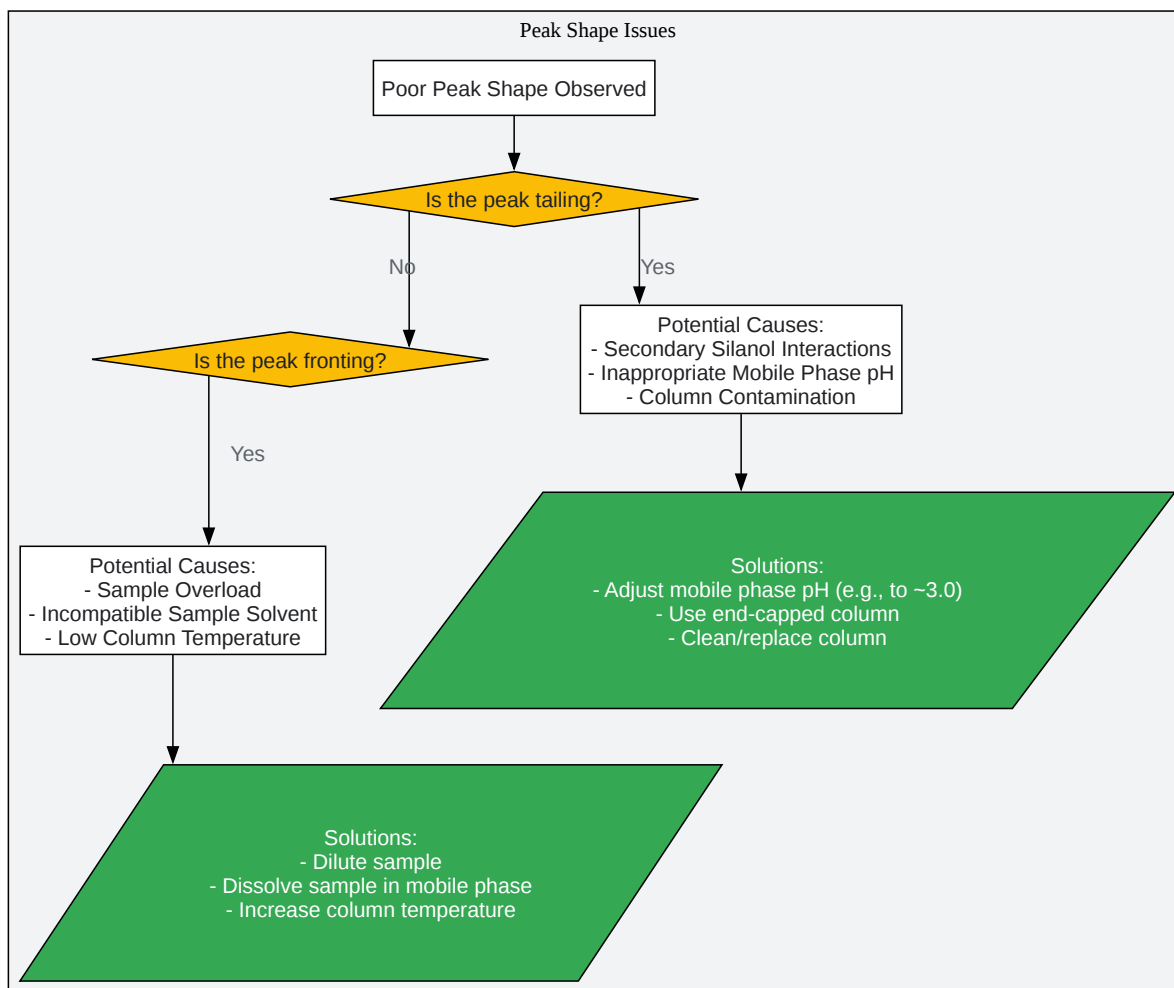 Peak Shape Issues
Poor Peak Shape Observed
Is the peak tailing?
No
Yes
Is the peak fronting?
Potential Causes:
- Secondary Silanol Interactions
- Inappropriate Mobile Phase pH
- Column Contamination
Yes
Potential Causes:
- Sample Overload
- Incompatible Sample Solvent
- Low Column Temperature
Solutions:
- Adjust mobile phase pH (e.g., to ~3.0)
- Use end-capped column
- Clean/replace column
Solutions:
- Dilute sample
- Dissolve sample in mobile phase
- Increase column temperature